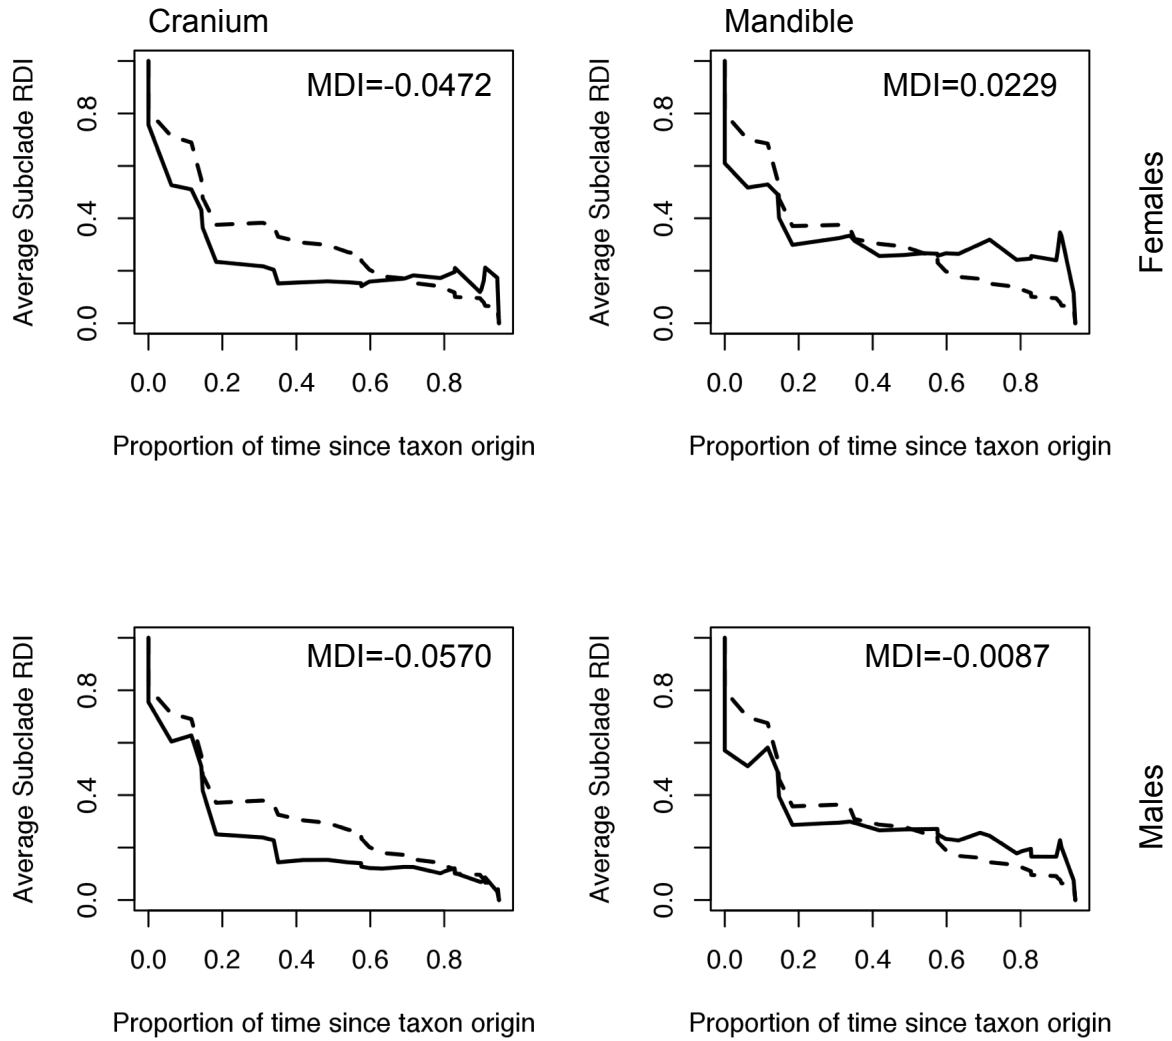 Cranium
Mandible
MDI=-0.0472
MDI=0.0229
Average Subclade RDI
0.0 0.4 0.8
Average Subclade RDI
0.0 0.4 0.8
Females
0.0 0.2 0.4 0.6 0.8
0.0 0.2 0.4 0.6 0.8
Proportion of time since taxon origin
Proportion of time since taxon origin
MDI=-0.0570
MDI=-0.0087
Average Subclade RDI
0.0 0.4 0.8
Average Subclade RDI
0.0 0.4 0.8
Males
0.0 0.2 0.4 0.6 0.8
0.0 0.2 0.4 0.6 0.8
Proportion of time since taxon origin
Proportion of time since taxon origin